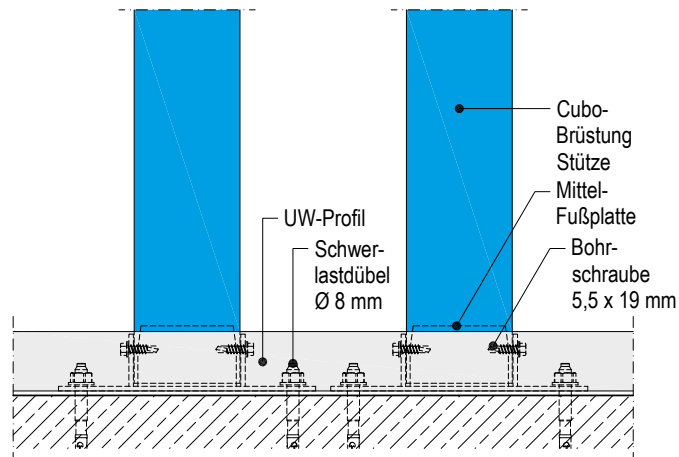 Cubo-
Brüstung
Stütze
Mittel-
Fußplatte
UW-Profil
Schwer-
lastdübel
Ø 8 mm
Bohr-
schraube
5,5 x 19 mm